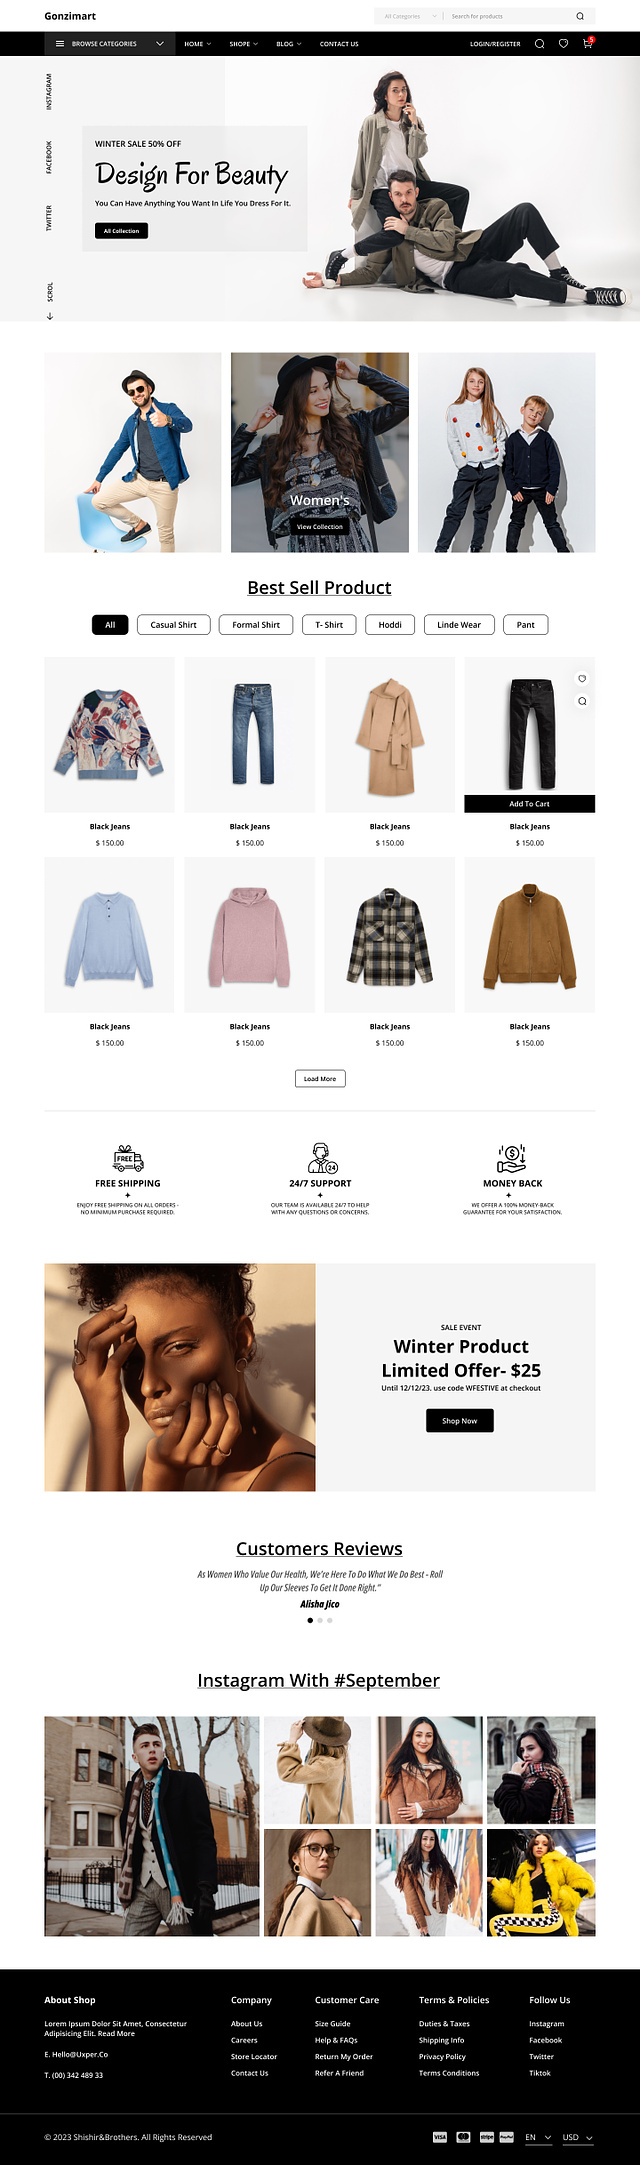 Gonzimart
All Categories
Search for products
BROWSE CATEGORIES
HOME
SHOPE
BLOG
CONTACT US
LOGIN/REGISTER
5
INSTAGRAM
FACEBOOK
TWITTER
SCROL
WINTER SALE 50% OFF
Design For Beauty
You Can Have Anything You Want In Life You Dress For It.
All Collection
Women's
View Collection
Best Sell Product
All
Casual Shirt
Formal Shirt
T- Shirt
Hoddi
Linde Wear
Pant
Add To Cart
Black Jeans
Black Jeans
Black Jeans
Black Jeans
$ 150.00
$ 150.00
$ 150.00
$ 150.00
Black Jeans
Black Jeans
Black Jeans
Black Jeans
$ 150.00
$ 150.00
$ 150.00
$ 150.00
Load More
FREE
24
$
FREE SHIPPING
ENJOY FREE SHIPPING ON ALL ORDERS -
NO MINIMUM PURCHASE REQUIRED.
24/7 SUPPORT
OUR TEAM IS AVAILABLE 24/7 TO HELP
WITH ANY QUESTIONS OR CONCERNS.
MONEY BACK
WE OFFER A 100% MONEY-BACK
GUARANTEE FOR YOUR SATISFACTION.
SALE EVENT
Winter Product
Limited Offer- $25
Until 12/12/23. use code WFESTIVE at checkout
Shop Now
Customers Reviews
As Women Who Value Our Health, We're Here To Do What We Do Best - Roll
Up Our Sleeves To Get It Done Right."
Alisha Jico
Instagram With #September
About Shop
Lorem Ipsum Dolor Sit Amet, Consectetur
Adipisicing Elit. Read More
E. Hello@Uxper.Co
T. (00) 342 489 33
Company
About Us
Careers
Store Locator
Contact Us
Customer Care
Size Guide
Help & FAQs
Return My Order
Refer A Friend
Terms & Policies
Duties & Taxes
Shipping Info
Privacy Policy
Terms Conditions
Follow Us
Instagram
Facebook
Twitter
Tiktok
© 2023 Shishir&Brothers. All Rights Reserved
VISA
stripe
PayPal
EN
USD